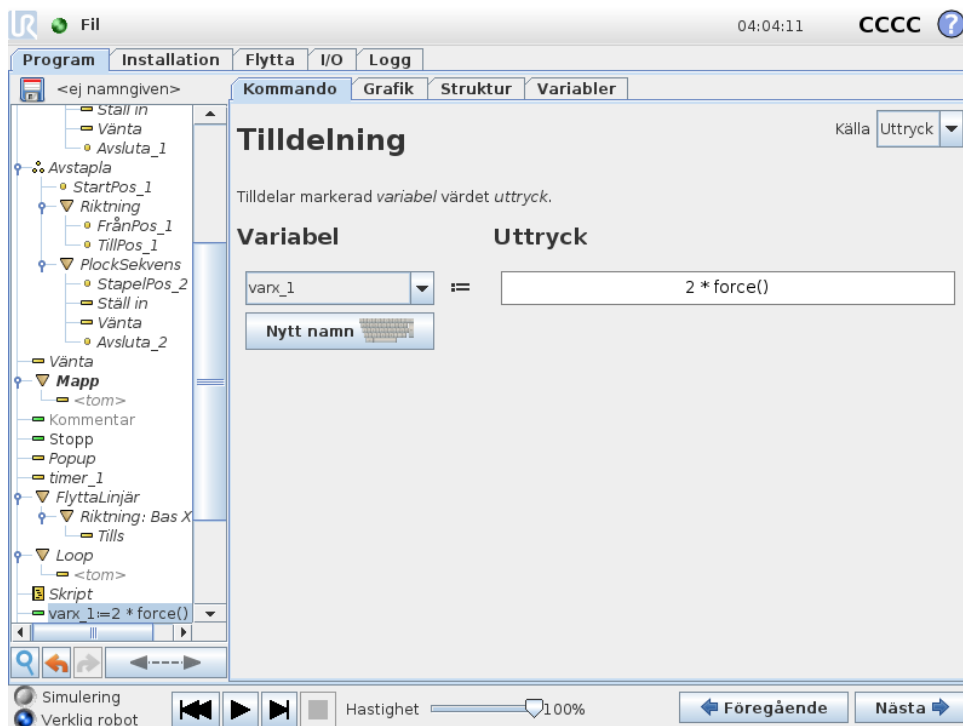 UR Fil 04:04:11 CCCC ?
Program Installation Flytta I/O Logg
<ej namngiven>
Kommando Grafik Struktur Variabler
Ställ in
Vänta
Avsluta_1
Avstapla
StartPos_1
Riktning
FrånPos_1
TillPos_1
PlockSekvens
StapelPos_2
Ställ in
Vänta
Avsluta_2
Vänta
Mapp
<tom>
Kommentar
Stopp
Popup
timer_1
FlyttaLinjär
Riktning: Bas X
Tills
Loop
<tom>
Skript
varx_1:=2 * force()
Tilldelning
Källa Uttryck
Tilldelar markerad variabel värdet uttryck.
Variabel Uttryck
varx_1 := 2 * force()
Nytt namn
Simulering
Verklig robot
Hastighet 100%
Föregående Nästa